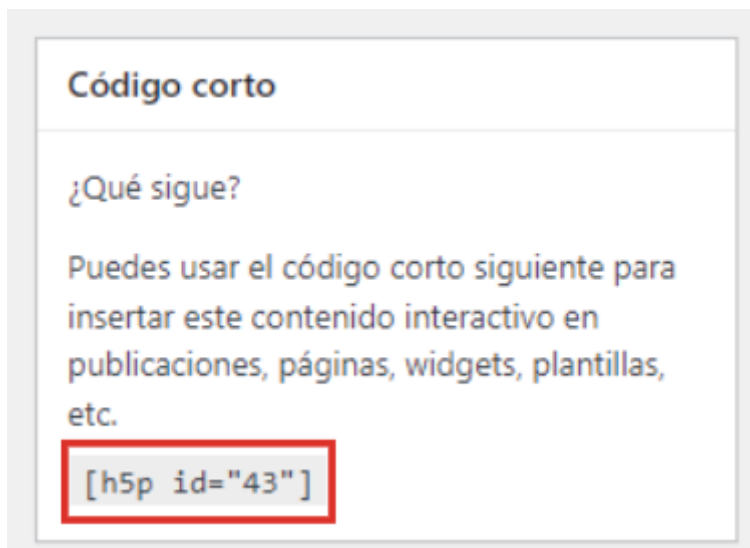 Código corto
¿Qué sigue?
Puedes usar el código corto siguiente para
insertar este contenido interactivo en
publicaciones, páginas, widgets, plantillas,
etc.
[h5p id="43"]